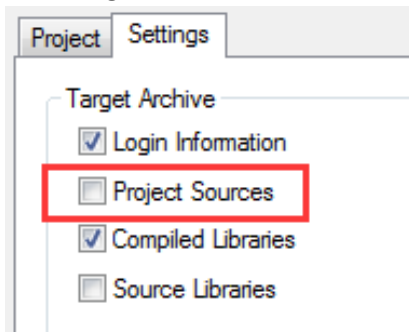 Project Settings
Target Archive
Login Information
Project Sources
Compiled Libraries
Source Libraries